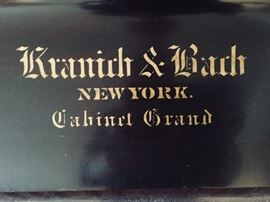 Kranich & Bach
NEW YORK.
Cabinet Grand